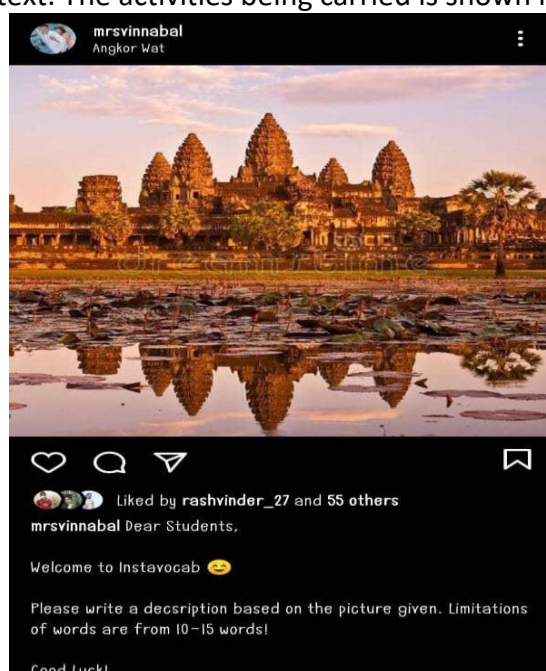 text. The activities being carried is shown
mrsvinnabal
Angkor Wat
dreamstime
Liked by rashvinder_27 and 55 others
mrsvinnabal Dear Students,
Welcome to Instavocab 😊
Please write a decsription based on the picture given. Limitations
of words are from 10-15 words!
Good Luck!